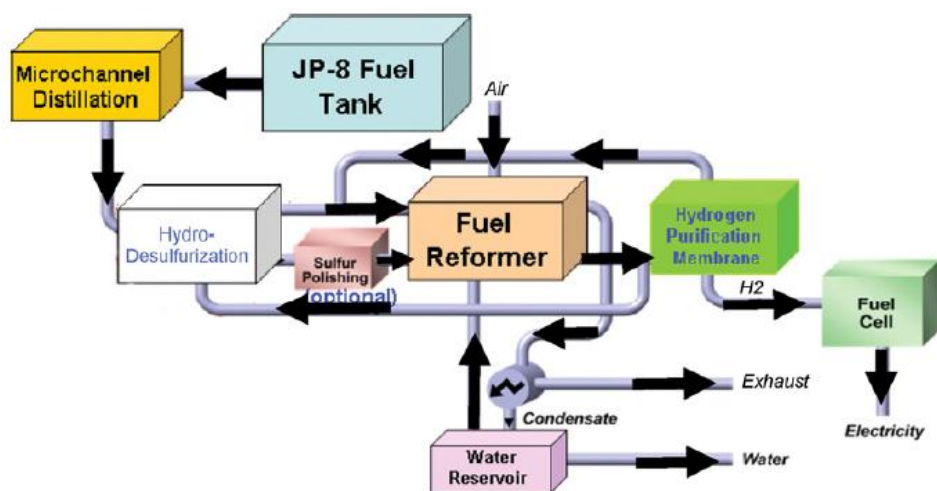 Microchannel
Distillation
JP-8 Fuel
Tank
Air
Hydro-
Desulfurization
Sulfur
Polishing
(optional)
Fuel
Reformer
Hydrogen
Purification
Membrane
H2
Fuel
Cell
Exhaust
Condensate
Electricity
Water
Reservoir
Water